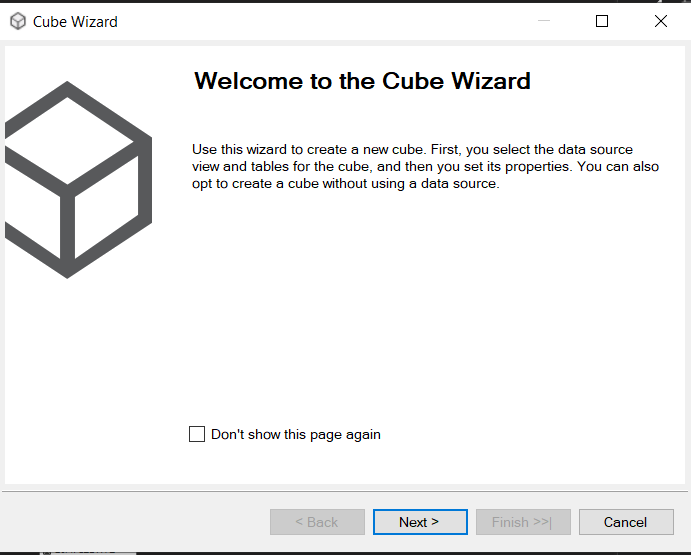 Cube Wizard
Welcome to the Cube Wizard
Use this wizard to create a new cube. First, you select the data source
view and tables for the cube, and then you set its properties. You can also
opt to create a cube without using a data source.
Don't show this page again
< Back
Next >
Finish >>|
Cancel